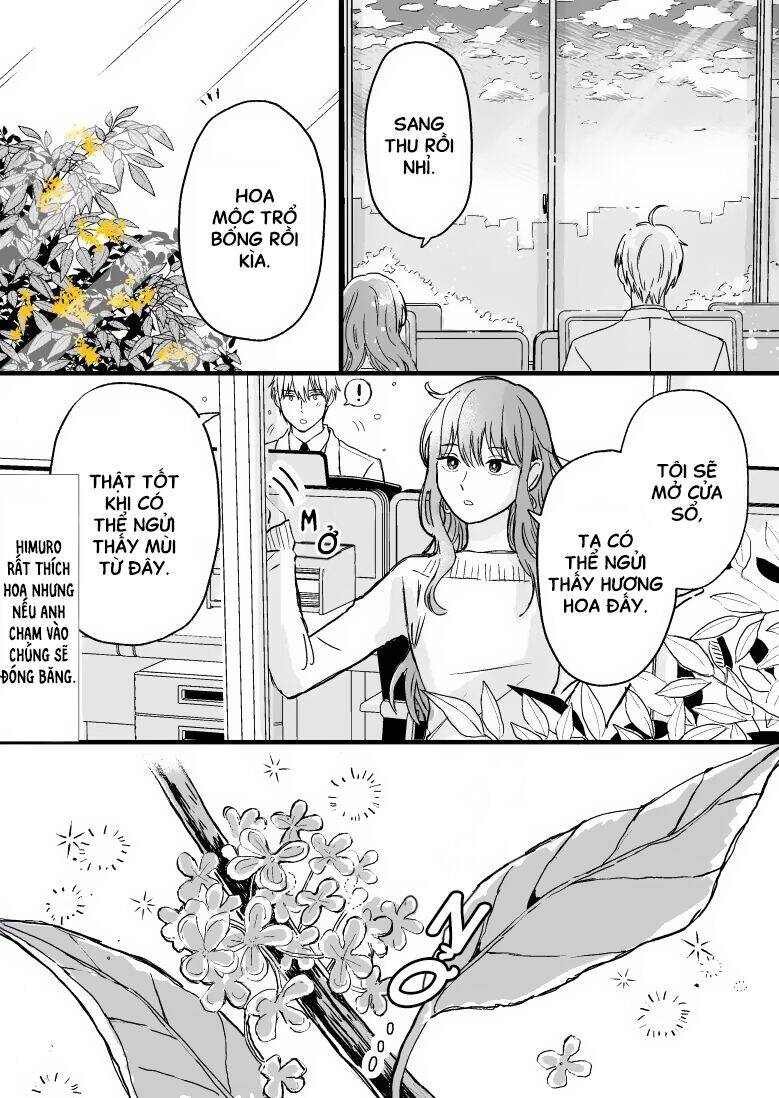 SANG
THU RỒI
NHỈ.
HOA
MỘC TRỔ
BÔNG RỒI
KÌA.
TÔI SẼ
MỞ CỬA
SỔ,
TA CÓ
THỂ NGỬI
THẤY HƯƠNG
HOA ĐẤY.
!
MỞ
THẬT TỐT
KHI CÓ
THỂ NGỬI
THẤY MÙI
TỪ ĐÂY.
HIMURO
RẤT THÍCH
HOA NHƯNG
NẾU ANH
CHẠM VÀO
CHÚNG SẼ
ĐÓNG BĂNG.